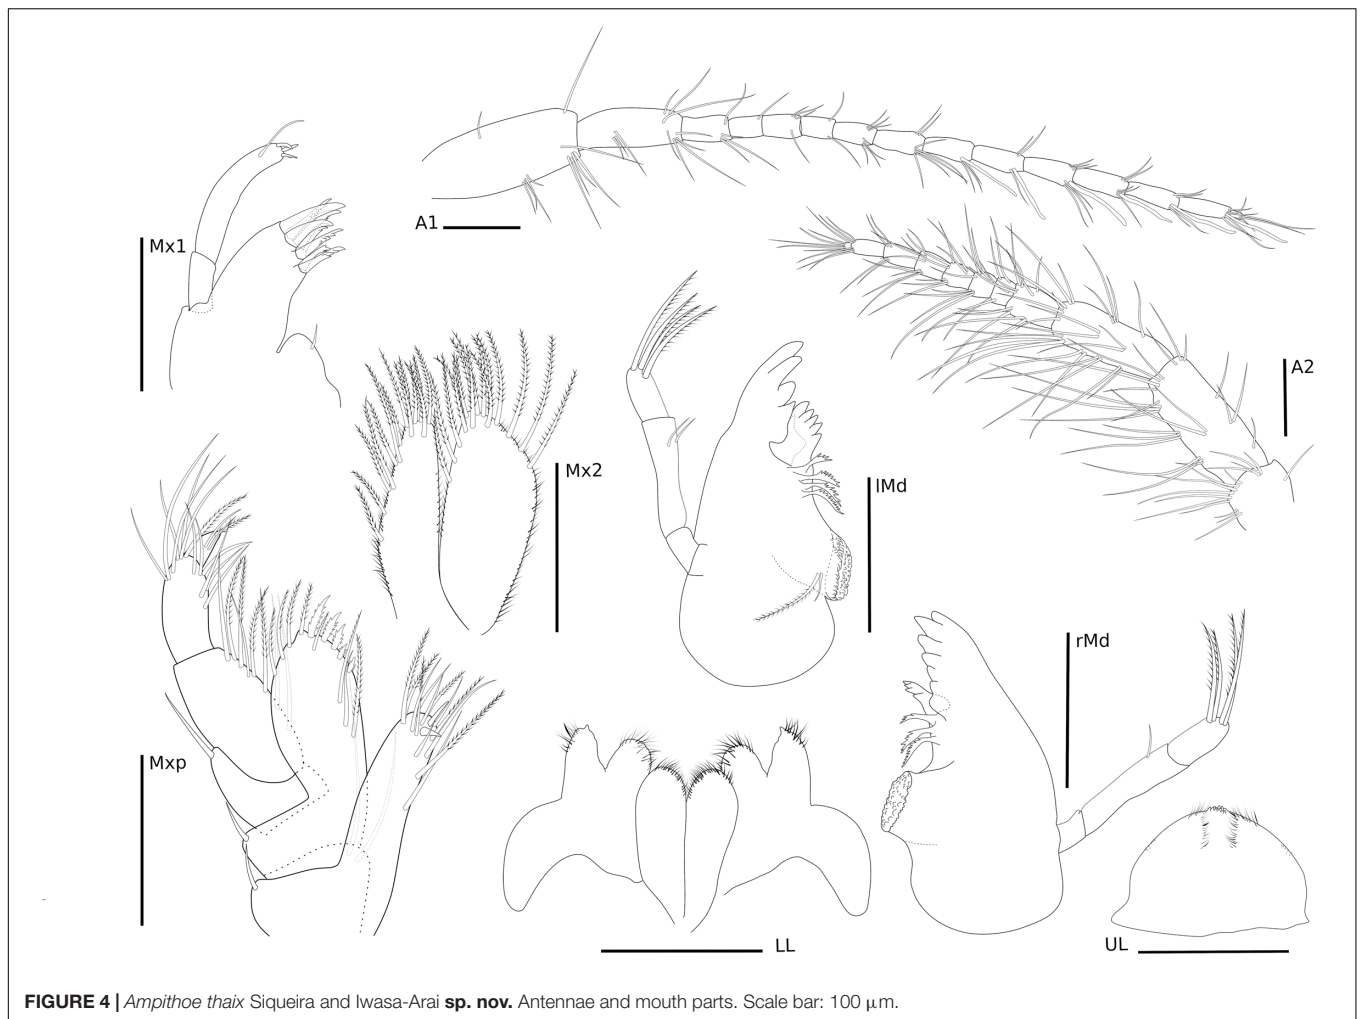 A1
Mx1
A2
Mx2
lMd
rMd
Mxp
LL
UL
FIGURE 4 | Ampithoe thaix Siqueira and Iwasa-Arai sp. nov. Antennae and mouth parts. Scale bar: 100 μm.